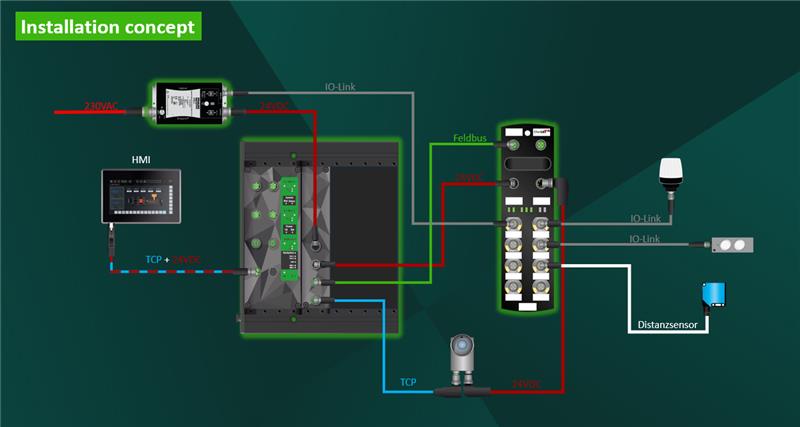 Installation concept
IO-Link
230VAC
24VDC
Feldbus
HMI
24VDC
IO-Link
IO-Link
TCP + 24VDC
Distanzsensor
TCP
24VDC